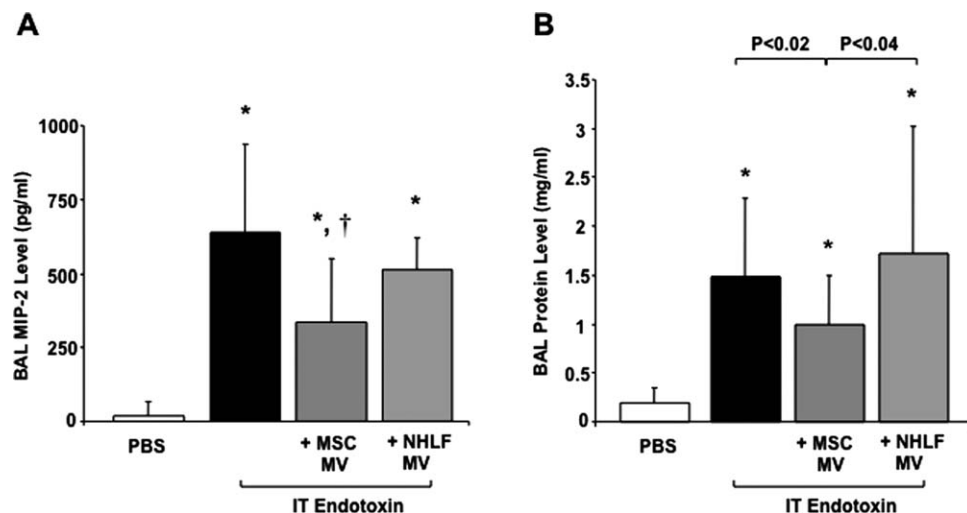 A
BAL MIP-2 Level (pg/ml)
1000
750
500
250
0
*
*, †
*
PBS
+ MSC
MV
+ NHLF
MV
IT Endotoxin
B
P<0.02
P<0.04
BAL Protein Level (mg/ml)
3.5
3
2.5
2
1.5
1
0.5
0
*
*
*
PBS
+ MSC
MV
+ NHLF
MV
IT Endotoxin